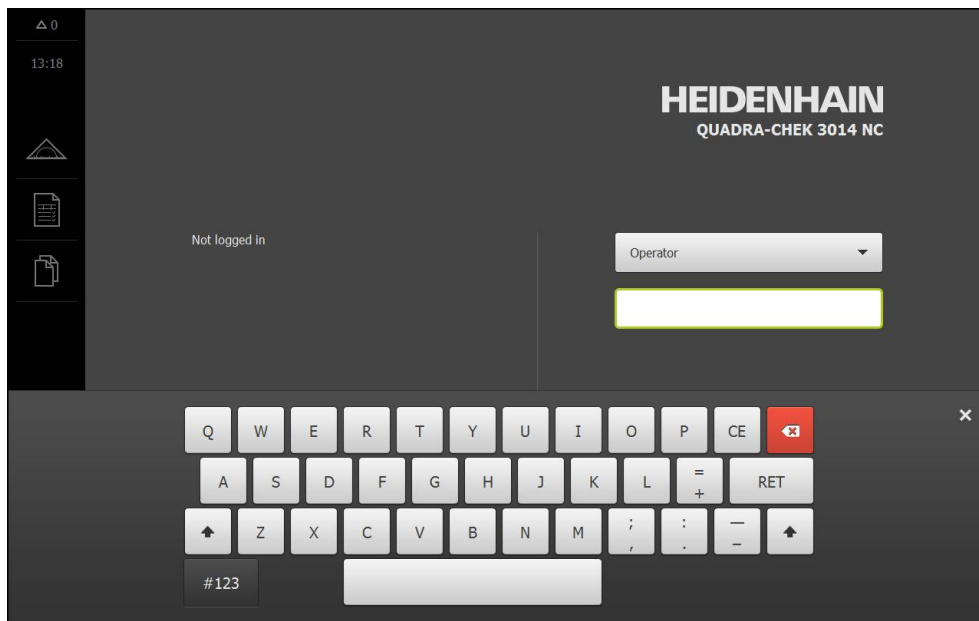 △ 0
13:18
HEIDENHAIN
QUADRA-CHEK 3014 NC
Not logged in
Operator
Q W E R T Y U I O P CE
A S D F G H J K L = + RET
Z X C V B N M ; , : . — –
#123